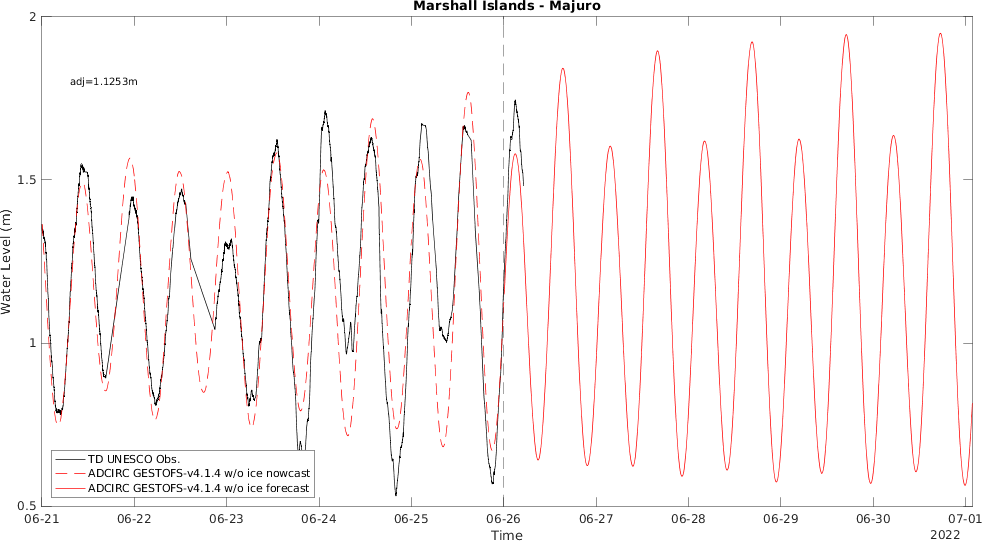 Marshall Islands - Majuro
2
adj=1.1253m
1.5
Water Level (m)
1
TD UNESCO Obs.
ADCIRC GESTOFS-v4.1.4 w/o ice nowcast
ADCIRC GESTOFS-v4.1.4 w/o ice forecast
0.5
06-21 06-22 06-23 06-24 06-25 06-26 06-27 06-28 06-29 06-30 07-01
Time 2022